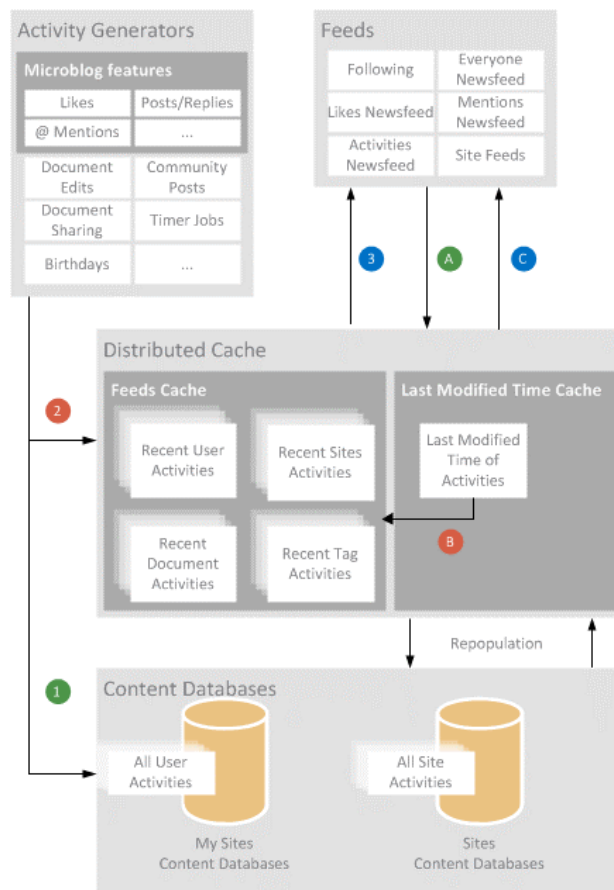 Activity Generators
Microblog features
Likes
Posts/Replies
@ Mentions
...
Document
Edits
Community
Posts
Document
Sharing
Timer Jobs
Birthdays
...
Feeds
Following
Everyone
Newsfeed
Likes Newsfeed
Mentions
Newsfeed
Activities
Newsfeed
Site Feeds
3
A
C
Distributed Cache
2
Feeds Cache
Recent User
Activities
Recent Sites
Activities
Recent
Document
Activities
Recent Tag
Activities
Last Modified Time Cache
Last Modified
Time of
Activities
B
Repopulation
1
Content Databases
All User
Activities
My Sites
Content Databases
All Site
Activities
Sites
Content Databases